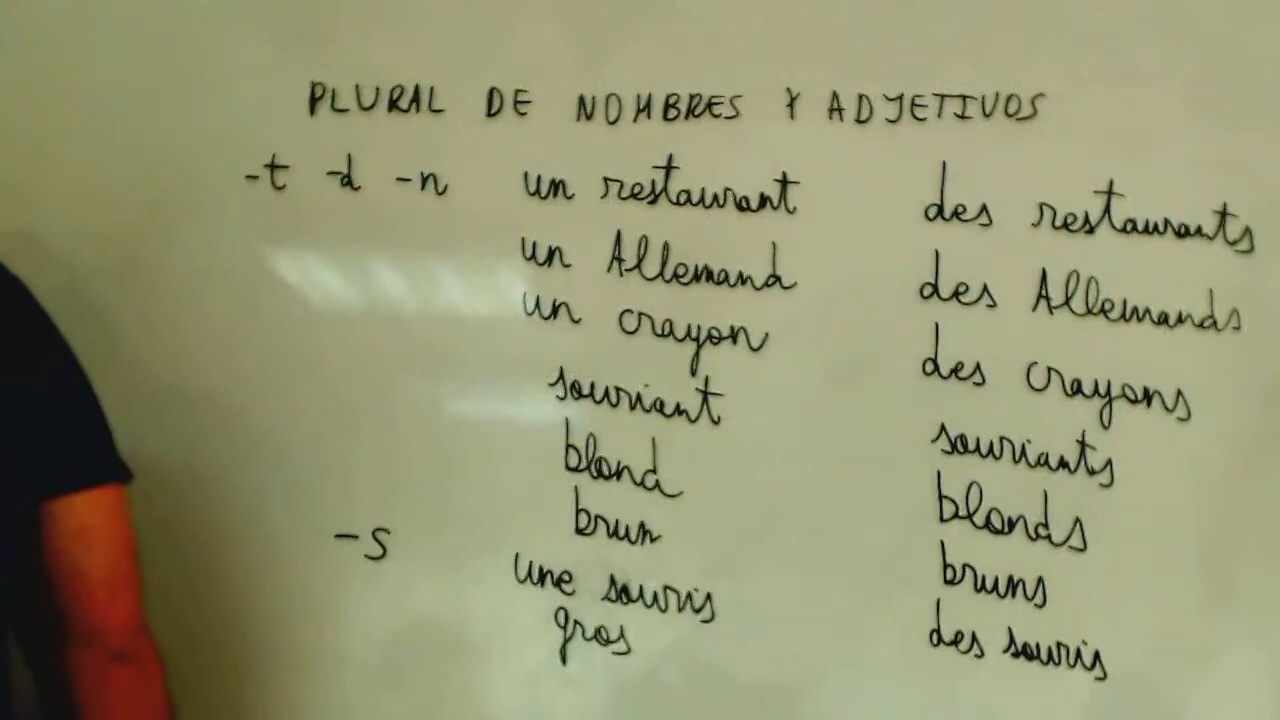 PLURAL DE NOMBRES Y ADJETIVOS
-t -d -n un restaurant des restaurants
un Allemand des Allemands
un crayon des crayons
souriant souriants
blond blonds
brun bruns
-s une souris des souris
gros